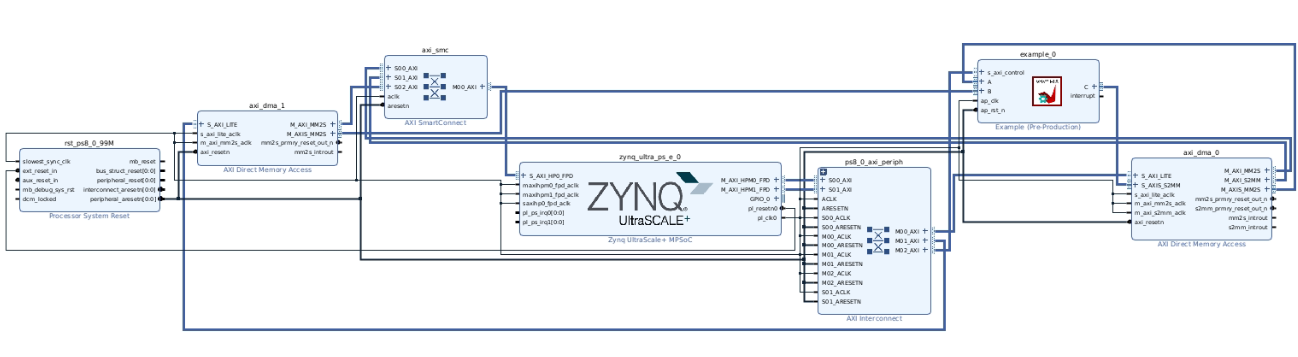 rst_ps8_0_99M
slowest_sync_clk
ext_reset_in
aux_reset_in
mb_debug_sys_rst
dcm_locked
mb_reset
bus_struct_reset[0:0]
peripheral_reset[0:0]
interconnect_aresetn[0:0]
peripheral_aresetn[0:0]
Processor System Reset
axi_dma_1
S_AXI_LITE
s_axi_lite_aclk
m_axi_mm2s_aclk
axi_resetn
M_AXI_MM2S
M_AXIS_MM2S
mm2s_prmry_reset_out_n
mm2s_introut
AXI Direct Memory Access
axi_smc
S00_AXI
S01_AXI
S02_AXI
aclk
aresetn
M00_AXI
AXI SmartConnect
zynq_ultra_ps_e_0
S_AXI_HP0_FPD
maxihpm0_fpd_aclk
maxihpm1_fpd_aclk
saxihp0_fpd_aclk
pl_ps_irq0[0:0]
pl_ps_irq1[0:0]
ZYNQ
UltraSCALE+
M_AXI_HPM0_FPD
M_AXI_HPM1_FPD
GPIO_0
pl_resetn0
pl_clk0
Zynq UltraScale+ MPSoC
ps8_0_axi_periph
S00_AXI
S01_AXI
ACLK
ARESETN
S00_ACLK
S00_ARESETN
M00_ACLK
M00_ARESETN
M01_ACLK
M01_ARESETN
M02_ACLK
M02_ARESETN
S01_ACLK
S01_ARESETN
M00_AXI
M01_AXI
M02_AXI
AXI Interconnect
example_0
s_axi_control
A
B
ap_clk
ap_rst_n
C
interrupt
Example (Pre-Production)
axi_dma_0
S_AXI_LITE
S_AXIS_S2MM
s_axi_lite_aclk
m_axi_mm2s_aclk
m_axi_s2mm_aclk
axi_resetn
M_AXI_MM2S
M_AXI_S2MM
M_AXIS_MM2S
mm2s_prmry_reset_out_n
s2mm_prmry_reset_out_n
mm2s_introut
s2mm_introut
AXI Direct Memory Access